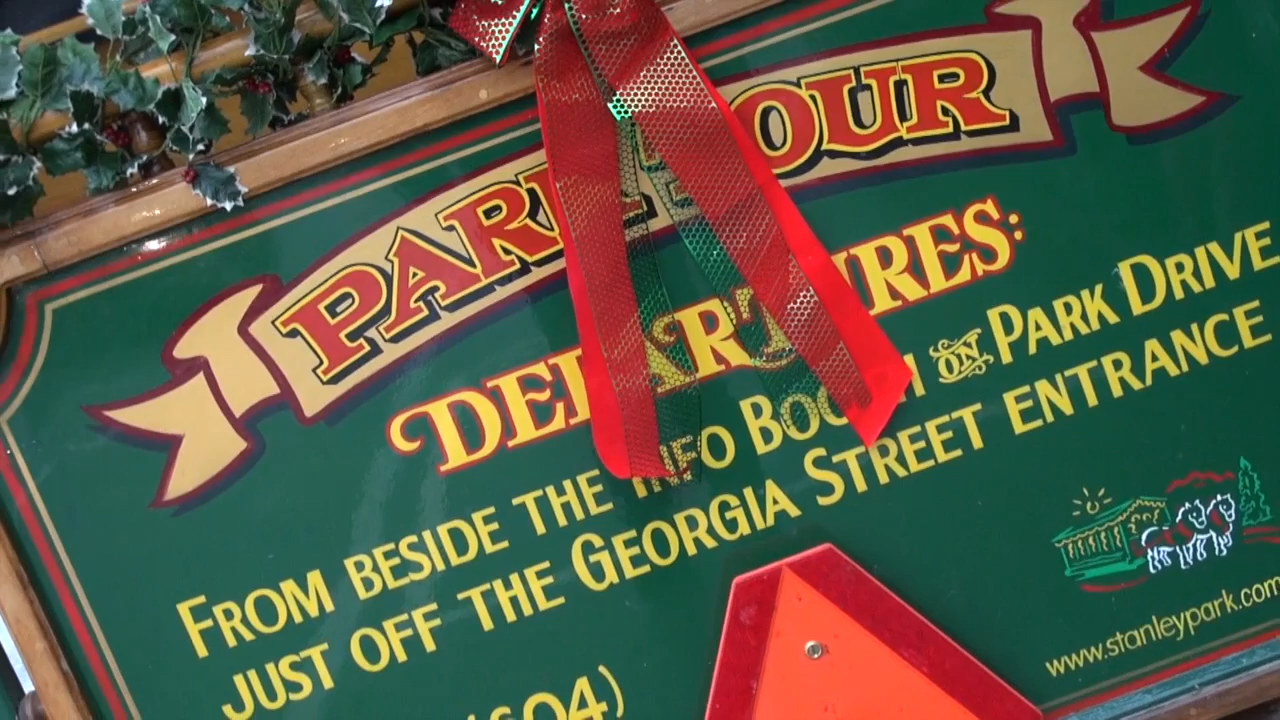 PARK TOUR
DEPARTURES:
FROM BESIDE THE INFO BOOTH ON PARK DRIVE
JUST OFF THE GEORGIA STREET ENTRANCE
(604)
www.stanleypark.com